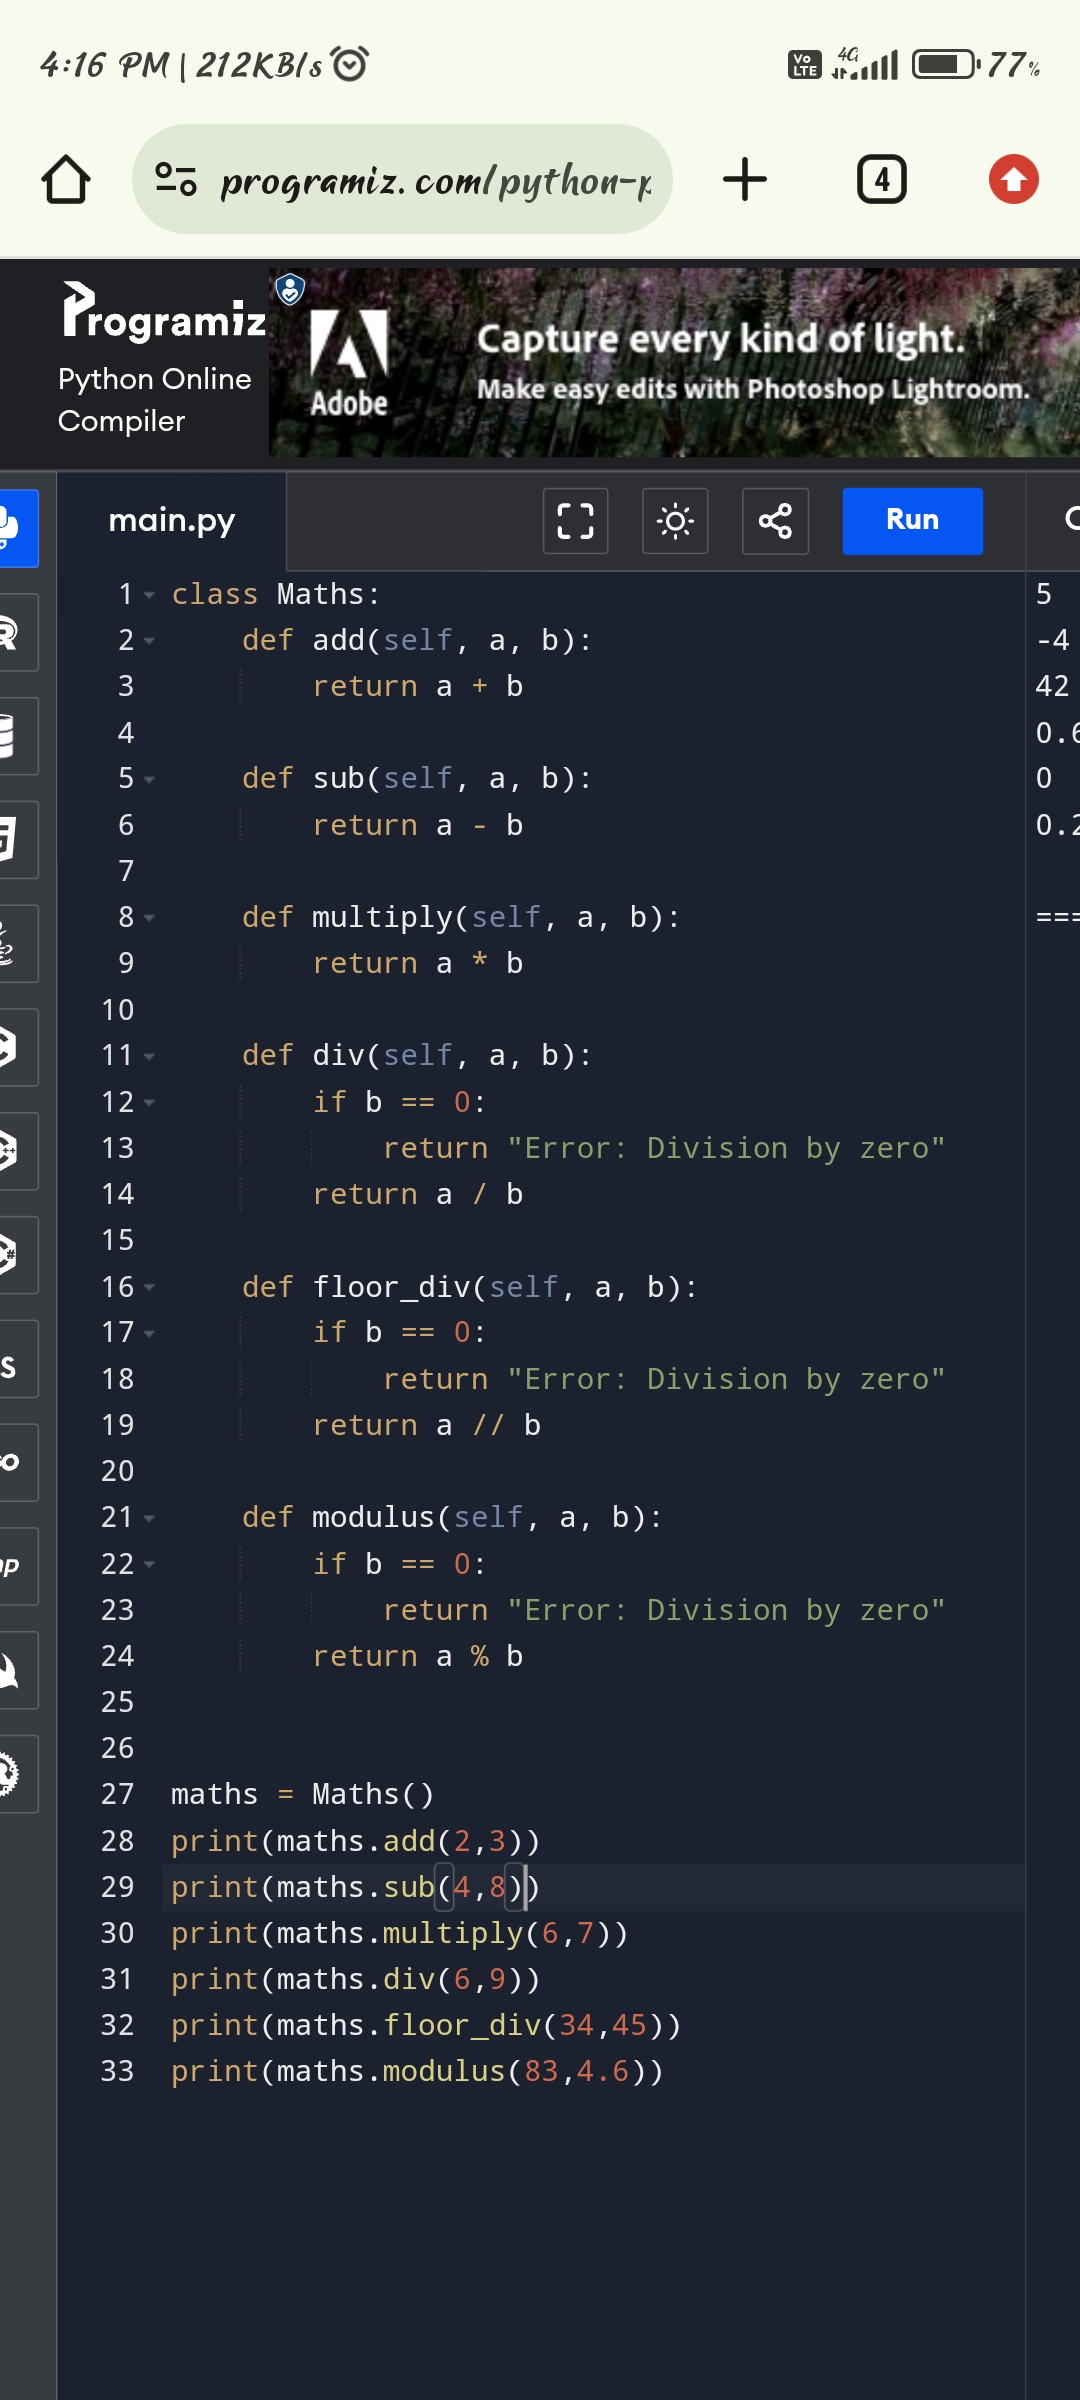 4:16 PM | 212KB/s
Vo LTE 4G 77%
programiz.com/python-p
4
Programiz
Python Online
Compiler
Adobe
Capture every kind of light.
Make easy edits with Photoshop Lightroom.
main.py
Run
1 class Maths:
2     def add(self, a, b):
3         return a + b
4
5     def sub(self, a, b):
6         return a - b
7
8     def multiply(self, a, b):
9         return a * b
10
11     def div(self, a, b):
12         if b == 0:
13             return "Error: Division by zero"
14         return a / b
15
16     def floor_div(self, a, b):
17         if b == 0:
18             return "Error: Division by zero"
19         return a // b
20
21     def modulus(self, a, b):
22         if b == 0:
23             return "Error: Division by zero"
24         return a % b
25
26
27 maths = Maths()
28 print(maths.add(2,3))
29 print(maths.sub(4,8))
30 print(maths.multiply(6,7))
31 print(maths.div(6,9))
32 print(maths.floor_div(34,45))
33 print(maths.modulus(83,4.6))
5
-4
42
0.6
0
0.2
===